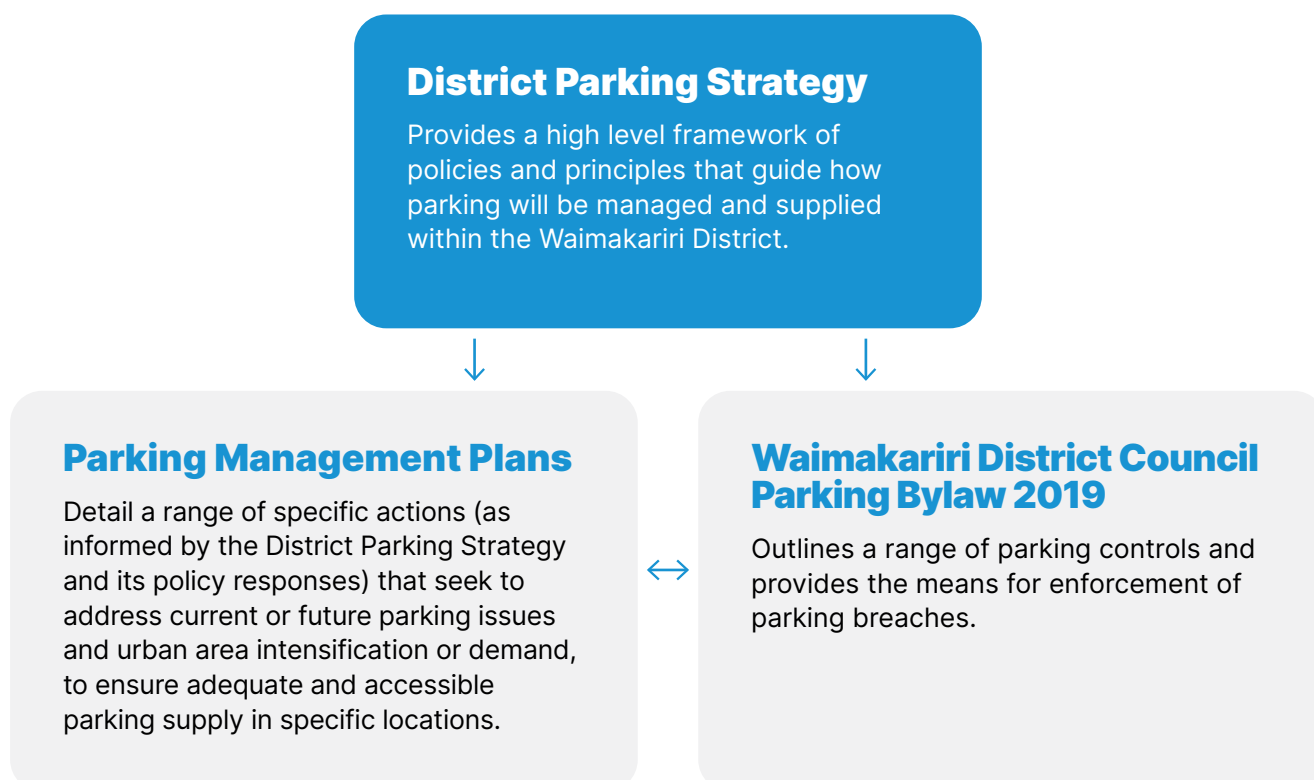 District Parking Strategy
Provides a high level framework of
policies and principles that guide how
parking will be managed and supplied
within the Waimakariri District.
Parking Management Plans
Detail a range of specific actions (as
informed by the District Parking Strategy
and its policy responses) that seek to
address current or future parking issues
and urban area intensification or demand,
to ensure adequate and accessible
parking supply in specific locations.
Waimakariri District Council
Parking Bylaw 2019
Outlines a range of parking controls and
provides the means for enforcement of
parking breaches.